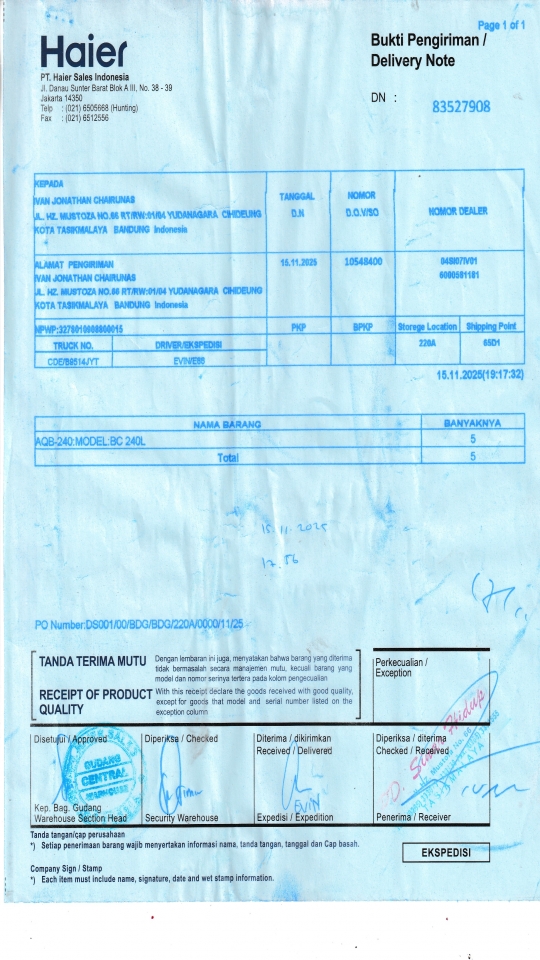 Page 1 of 1
Haier
Bukti Pengiriman /
Delivery Note
PT. Haier Sales Indonesia
Jl. Danau Sunter Barat Blok A III, No. 38 - 39
Jakarta 14350
Telp : (021) 6505668 (Hunting)
Fax : (021) 6512556
DN :
83527908
KEPADA
IVAN JONATHAN CHAIRUNAS
JL. HZ. MUSTOZA NO.66 RT/RW:01/04 YUDANAGARA CIHIDEUNG
KOTA TASIKMALAYA BANDUNG Indonesia
TANGGAL
D.N
NOMOR
D.O.V/SO
NOMOR DEALER
ALAMAT PENGIRIMAN
IVAN JONATHAN CHAIRUNAS
JL. HZ. MUSTOZA NO.66 RT/RW:01/04 YUDANAGARA CIHIDEUNG
KOTA TASIKMALAYA BANDUNG Indonesia
15.11.2025
10548400
04SI07IV01
6000581181
NPWP:3278010608800015
PKP
BPKP
Storege Location
Shipping Point
TRUCK NO.
DRIVER/EKSPEDISI
220A
65D1
CDE/B9514JYT
EVIN/E86
15.11.2025(19:17:32)
NAMA BARANG
BANYAKNYA
AQB-240:MODEL:BC 240L
5
Total
5
15.11.2025
17.56
PO Number:DS001/00/BDG/BDG/220A/0000/11/25
TANDA TERIMA MUTU
Dengan lembaran ini juga, menyatakan bahwa barang yang diterima
tidak bermasalah secara manajemen mutu, kecuali barang yang
model dan nomor serinya tertera pada kolom pengecualian
RECEIPT OF PRODUCT
QUALITY
With this receipt declare the goods received with good quality,
except for goods that model and serial number listed on the
exception column
Perkecualian /
Exception
Disetujui / Approved
Diperiksa / Checked
Diterima / dikirimkan
Received / Delivered
Diperiksa / diterima
Checked / Received
GUDANG
CENTRAL
WAREHOUSE
EVIN
Sinar Hidup
TASIKMALAYA
Kep. Bag. Gudang
Warehouse Section Head
Security Warehouse
Expedisi / Expedition
Penerima / Receiver
Tanda tangan/cap perusahaan
*) Setiap penerimaan barang wajib menyertakan informasi nama, tanda tangan, tanggal dan Cap basah.
EKSPEDISI
Company Sign / Stamp
*) Each item must include name, signature, date and wet stamp information.